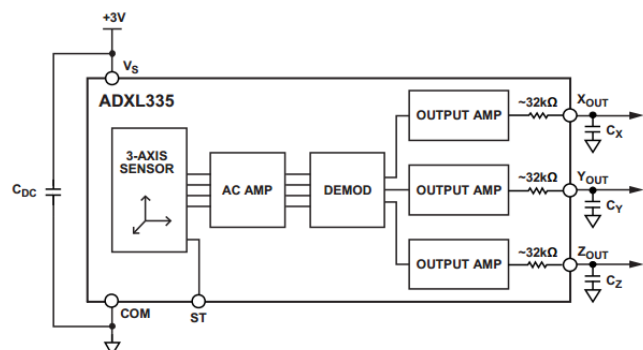 +3V
VS
ADXL335
3-AXIS
SENSOR
AC AMP
DEMOD
OUTPUT AMP
~32kΩ
XOUT
CX
OUTPUT AMP
~32kΩ
YOUT
CY
OUTPUT AMP
~32kΩ
ZOUT
CZ
CDC
COM
ST